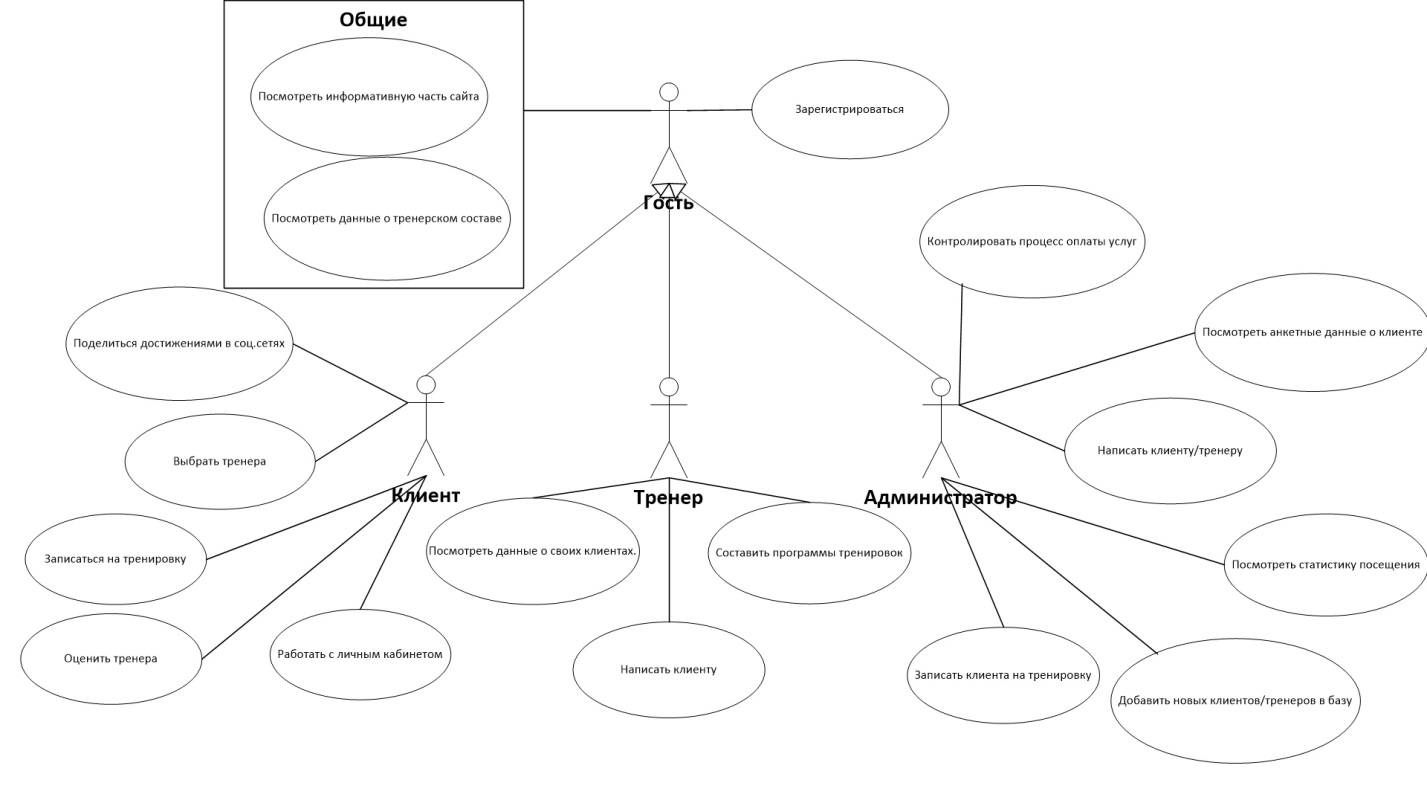 Общие
Посмотреть информативную часть сайта
Зарегистрироваться
Посмотреть данные о тренерском составе
Гость
Контролировать процесс оплаты услуг
Посмотреть анкетные данные о клиенте
Поделиться достижениями в соц.сетях
Выбрать тренера
Написать клиенту/тренеру
Клиент
Тренер
Администратор
Записаться на тренировку
Посмотреть данные о своих клиентах.
Составить программы тренировок
Посмотреть статистику посещения
Оценить тренера
Работать с личным кабинетом
Написать клиенту
Записать клиента на тренировку
Добавить новых клиентов/тренеров в базу